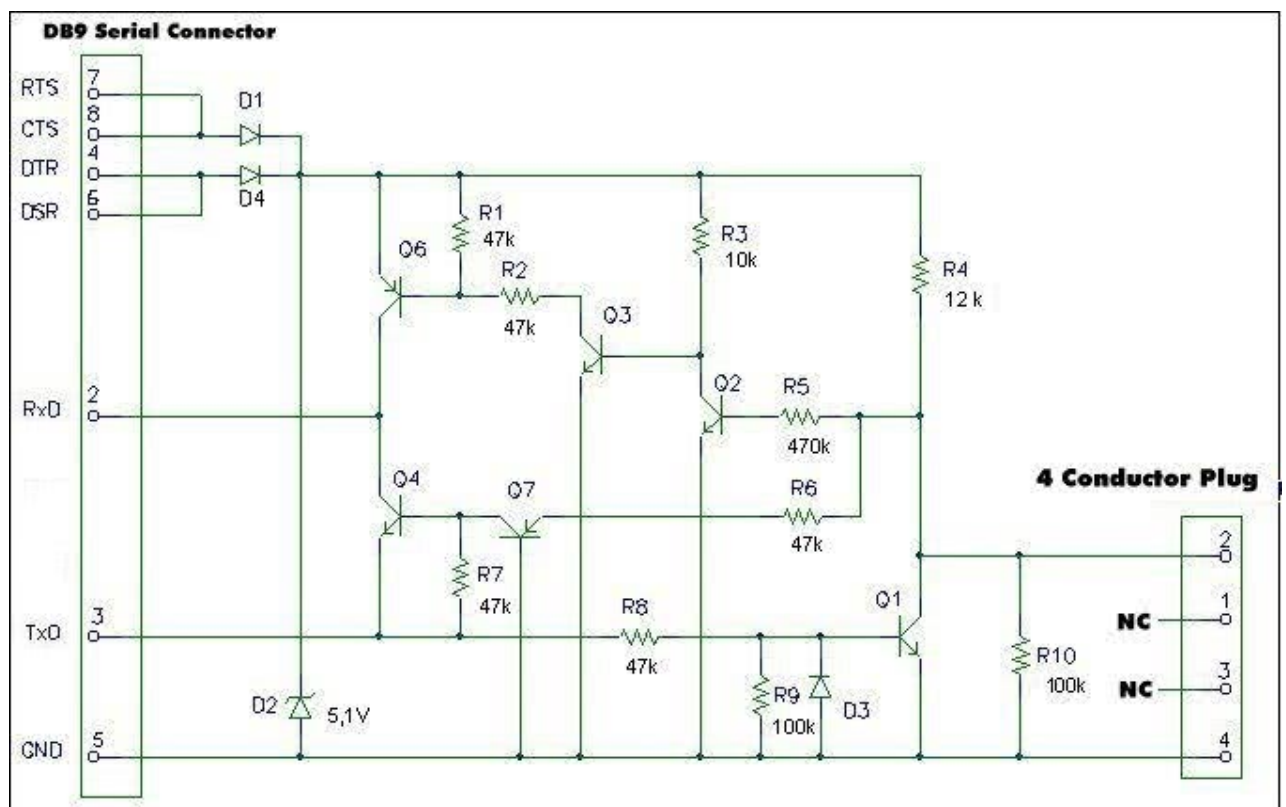 DB9 Serial Connector
RTS 7
CTS 8
DTR 4
DSR 6
D1
D4
R1
47k
R2
47k
R3
10k
R4
12 k
Q6
Q3
Q2
R5
470k
RxD 2
Q4
Q7
R6
47k
4 Conductor Plug
2
1
NC
3
NC
4
R7
47k
R8
47k
Q1
TxD 3
R9
100k
D3
R10
100k
D2
5,1V
GND 5